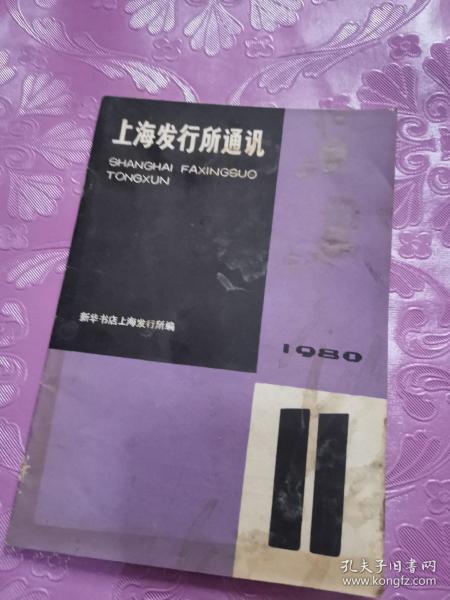 上海发行所通讯
SHANGHAI FAXINGSUO
TONGXUN
新华书店上海发行所编
1980
11
孔夫子旧书网
www.kongfz.com